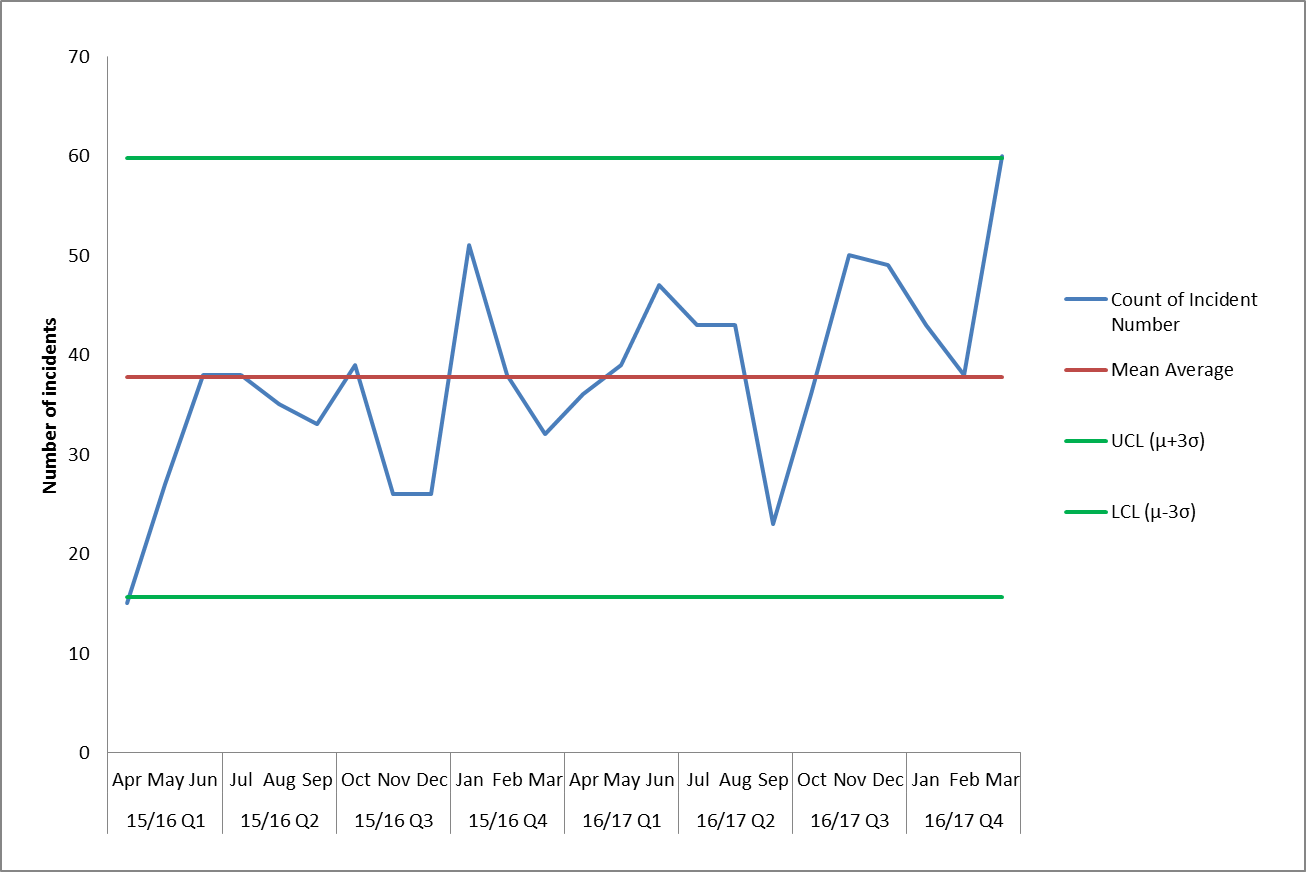 70
60
50
40
30
20
10
0
Number of incidents
Apr May Jun Jul Aug Sep Oct Nov Dec Jan Feb Mar Apr May Jun Jul Aug Sep Oct Nov Dec Jan Feb Mar
15/16 Q1 15/16 Q2 15/16 Q3 15/16 Q4 16/17 Q1 16/17 Q2 16/17 Q3 16/17 Q4
Count of Incident
Number
Mean Average
UCL (μ+3σ)
LCL (μ-3σ)